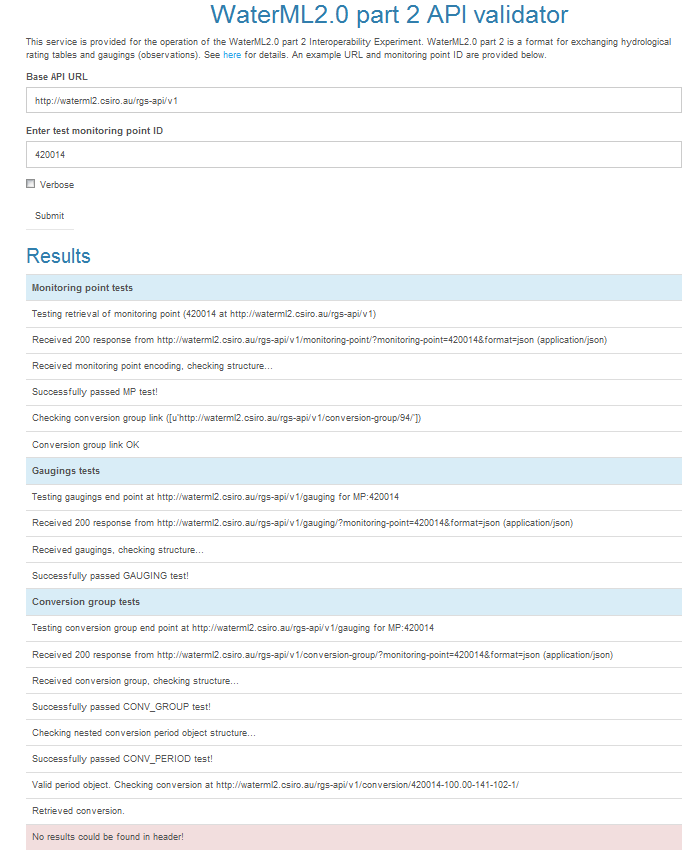 WaterML2.0 part 2 API validator
This service is provided for the operation of the WaterML2.0 part 2 Interoperability Experiment. WaterML2.0 part 2 is a format for exchanging hydrological
rating tables and gaugings (observations). See here for details. An example URL and monitoring point ID are provided below.
Base API URL
http://waterml2.csiro.au/rgs-api/v1
Enter test monitoring point ID
420014
Verbose
Submit
Results
Monitoring point tests
Testing retrieval of monitoring point (420014 at http://waterml2.csiro.au/rgs-api/v1)
Received 200 response from http://waterml2.csiro.au/rgs-api/v1/monitoring-point/?monitoring-point=420014&format=json (application/json)
Received monitoring point encoding, checking structure...
Successfully passed MP test!
Checking conversion group link ([u'http://waterml2.csiro.au/rgs-api/v1/conversion-group/94/'])
Conversion group link OK
Gaugings tests
Testing gaugings end point at http://waterml2.csiro.au/rgs-api/v1/gauging for MP:420014
Received 200 response from http://waterml2.csiro.au/rgs-api/v1/gauging/?monitoring-point=420014&format=json (application/json)
Received gaugings, checking structure...
Successfully passed GAUGING test!
Conversion group tests
Testing conversion group end point at http://waterml2.csiro.au/rgs-api/v1/gauging for MP:420014
Received 200 response from http://waterml2.csiro.au/rgs-api/v1/conversion-group/?monitoring-point=420014&format=json (application/json)
Received conversion group, checking structure...
Successfully passed CONV_GROUP test!
Checking nested conversion period object structure...
Successfully passed CONV_PERIOD test!
Valid period object. Checking conversion at http://waterml2.csiro.au/rgs-api/v1/conversion/420014-100.00-141-102-1/
Retrieved conversion.
No results could be found in header!